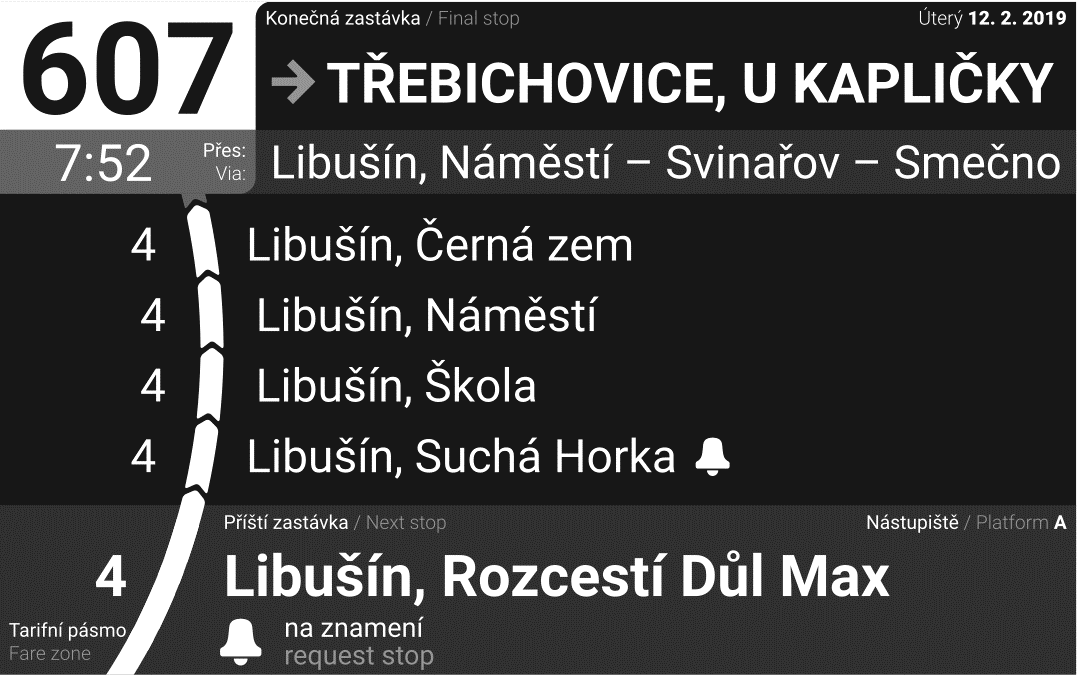 607
Konečná zastávka / Final stop
Úterý 12. 2. 2019
TŘEBICHOVICE, U KAPLIČKY
7:52
Přes:
Via:
Libušín, Náměstí – Svinařov – Smečno
4 Libušín, Černá zem
4 Libušín, Náměstí
4 Libušín, Škola
4 Libušín, Suchá Horka
Příští zastávka / Next stop
Nástupiště / Platform A
4 Libušín, Rozcestí Důl Max
Tarifní pásmo
Fare zone
na znamení
request stop